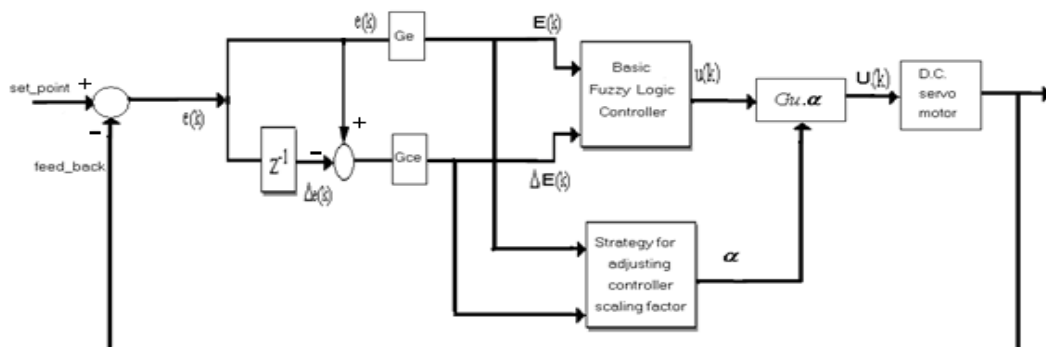 e(k)
Ge
E(k)
Basic
Fuzzy Logic
Controller
u(k)
Gu.α
U(k)
D.C.
servo
motor
set_point
+
e(k)
−
feed_back
Z⁻¹
−
+
Δe(k)
Gce
ΔE(k)
Strategy for
adjusting
controller
scaling factor
α